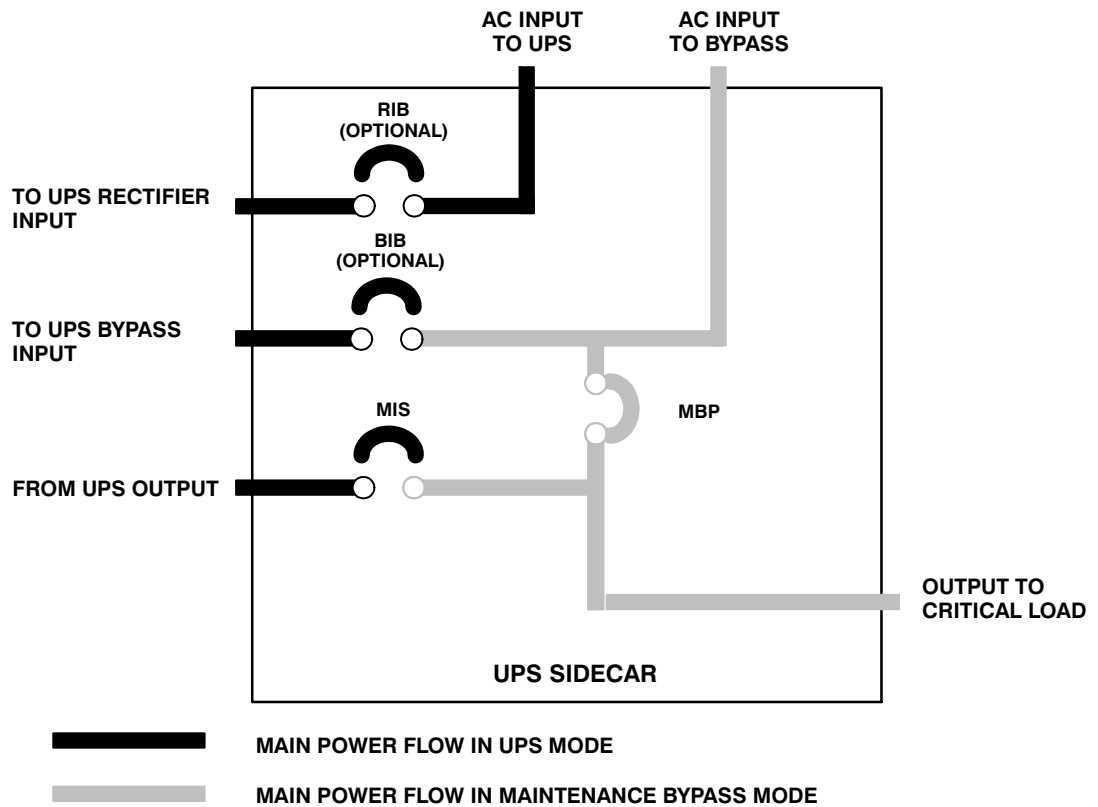 AC INPUT
TO UPS
AC INPUT
TO BYPASS
RIB
(OPTIONAL)
TO UPS RECTIFIER
INPUT
BIB
(OPTIONAL)
TO UPS BYPASS
INPUT
MIS
MBP
FROM UPS OUTPUT
OUTPUT TO
CRITICAL LOAD
UPS SIDECAR
MAIN POWER FLOW IN UPS MODE
MAIN POWER FLOW IN MAINTENANCE BYPASS MODE